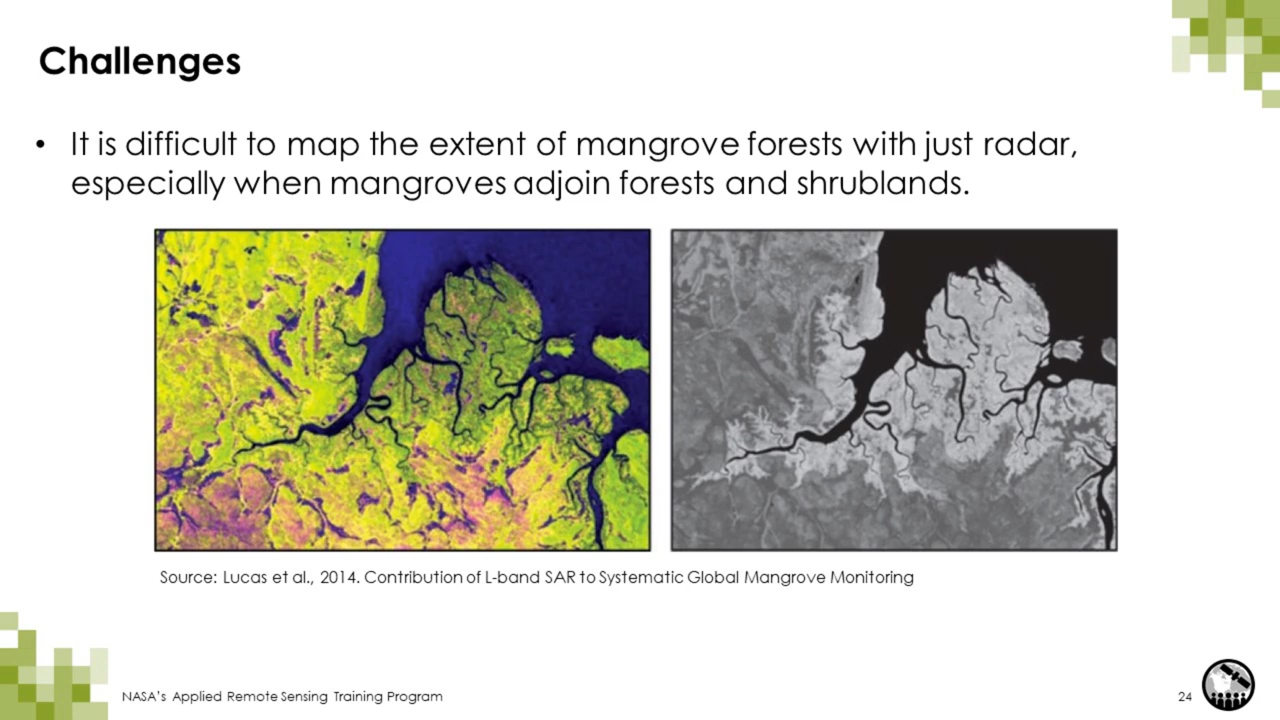 Challenges
• It is difficult to map the extent of mangrove forests with just radar,
especially when mangroves adjoin forests and shrublands.
Source: Lucas et al., 2014. Contribution of L-band SAR to Systematic Global Mangrove Monitoring
NASA's Applied Remote Sensing Training Program
24